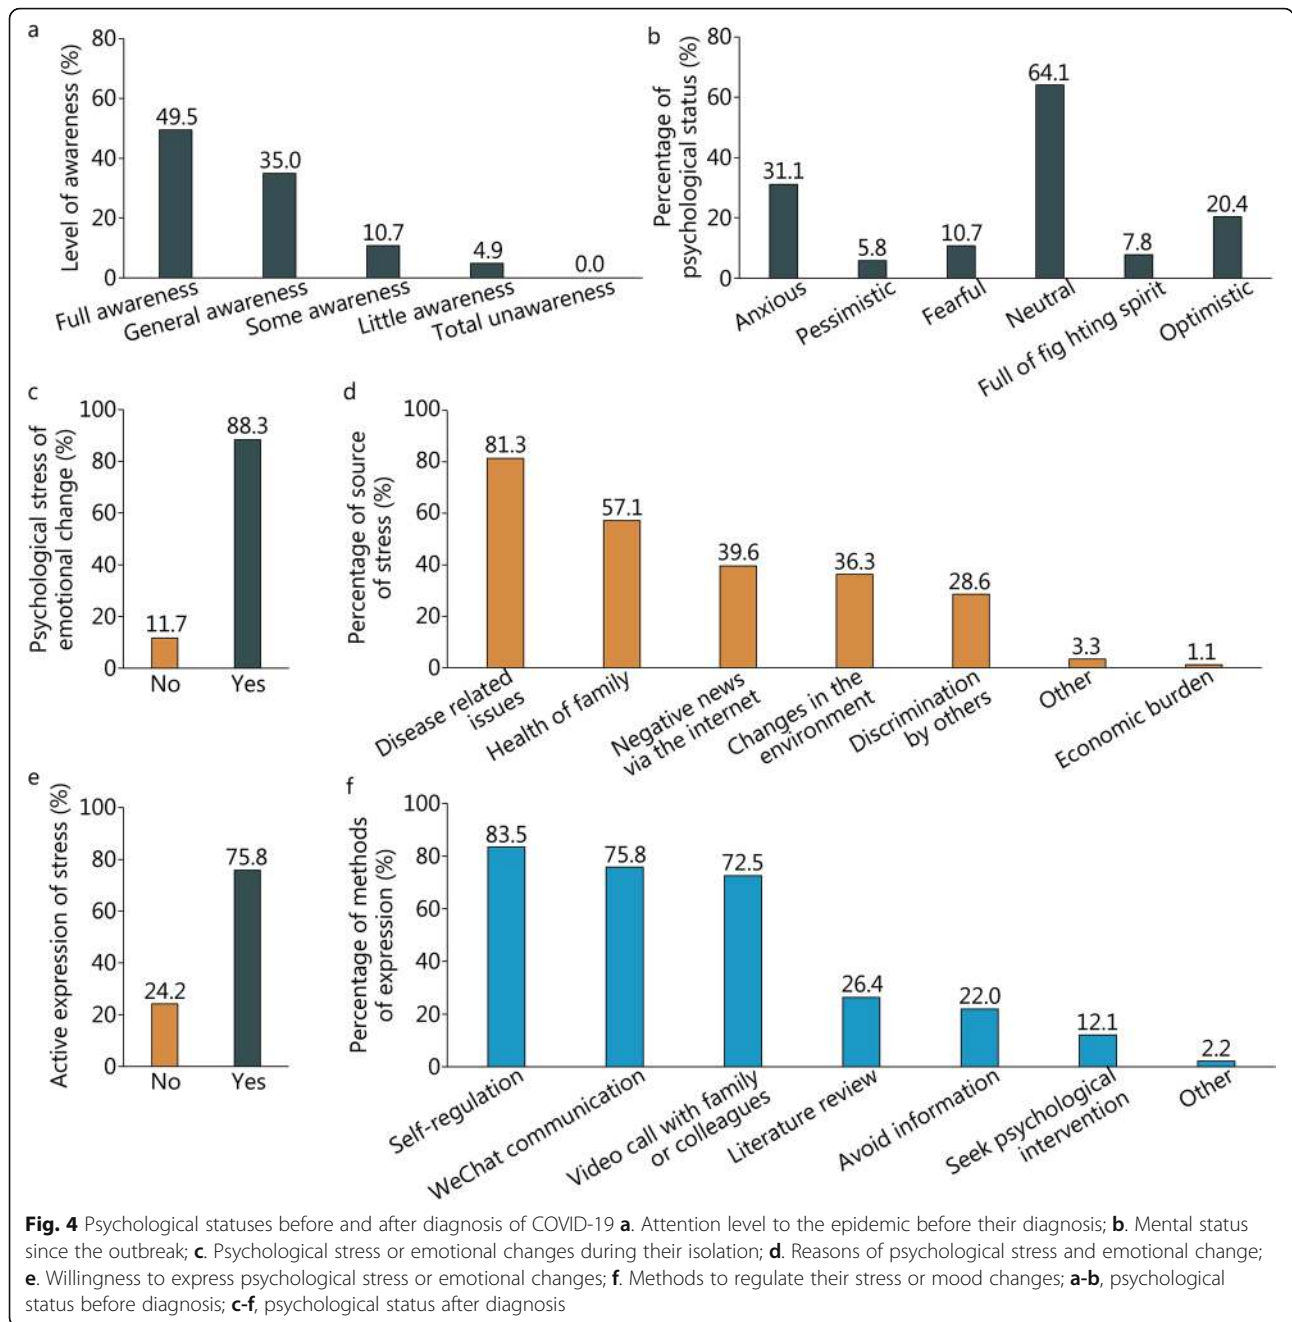 a
Level of awareness (%)
80
60
40
20
0
49.5
35.0
10.7
4.9
0.0
Full awareness
General awareness
Some awareness
Little awareness
Total unawareness
b
Percentage of
psychological status (%)
80
60
40
20
0
31.1
5.8
10.7
64.1
7.8
20.4
Anxious
Pessimistic
Fearful
Neutral
Full of fig hting spirit
Optimistic
c
Psychological stress of
emotional change (%)
100
80
60
40
20
0
11.7
88.3
No
Yes
d
Percentage of source
of stress (%)
100
80
60
40
20
0
81.3
57.1
39.6
36.3
28.6
3.3
1.1
Disease related
issues
Health of family
Negative news
via the internet
Changes in the
environment
Discrimination
by others
Other
Economic burden
e
Active expression of stress (%)
100
80
60
40
20
0
24.2
75.8
No
Yes
f
Percentage of methods
of expression (%)
100
80
60
40
20
0
83.5
75.8
72.5
26.4
22.0
12.1
2.2
Self-regulation
WeChat communication
Video call with family
or colleagues
Literature review
Avoid information
Seek psychological
intervention
Other
Fig. 4 Psychological statuses before and after diagnosis of COVID-19 a. Attention level to the epidemic before their diagnosis; b. Mental status
since the outbreak; c. Psychological stress or emotional changes during their isolation; d. Reasons of psychological stress and emotional change;
e. Willingness to express psychological stress or emotional changes; f. Methods to regulate their stress or mood changes; a-b, psychological
status before diagnosis; c-f, psychological status after diagnosis